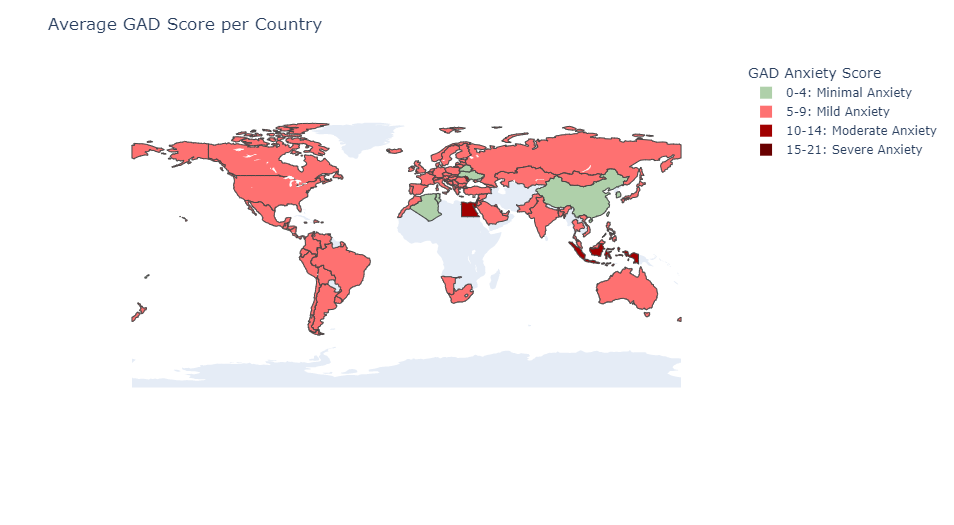 Average GAD Score per Country
GAD Anxiety Score
0-4: Minimal Anxiety
5-9: Mild Anxiety
10-14: Moderate Anxiety
15-21: Severe Anxiety